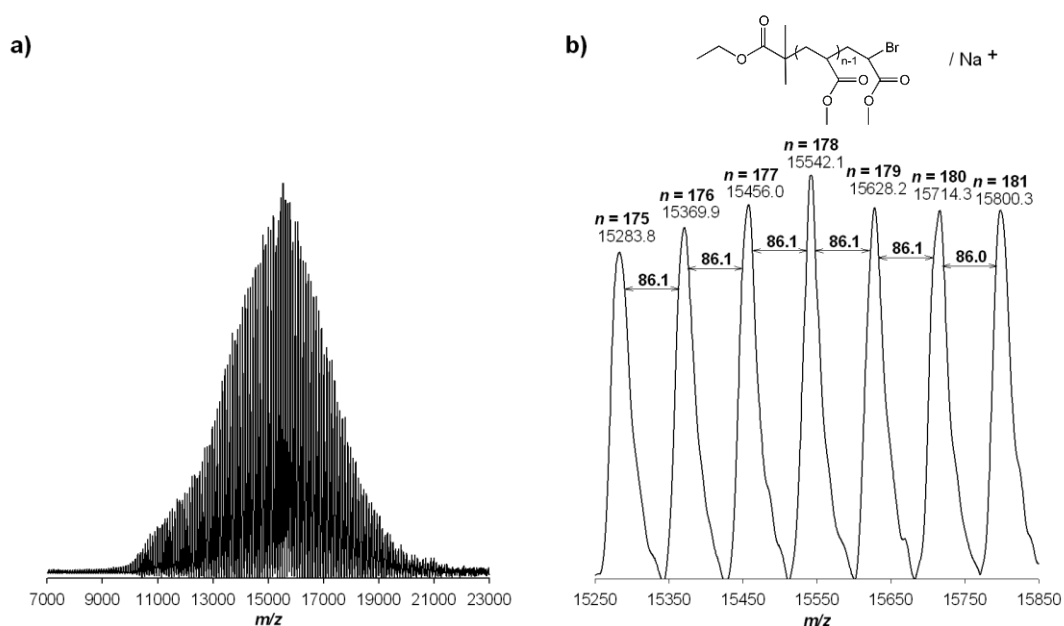 a)
7000 9000 11000 13000 15000 17000 19000 21000 23000
m/z
b)
O
O
Br
n-1
O
O
O
O
/ Na +
n = 175
15283.8
n = 176
15369.9
n = 177
15456.0
n = 178
15542.1
n = 179
15628.2
n = 180
15714.3
n = 181
15800.3
86.1
86.1
86.1
86.1
86.1
86.0
15250 15350 15450 15550 15650 15750 15850
m/z